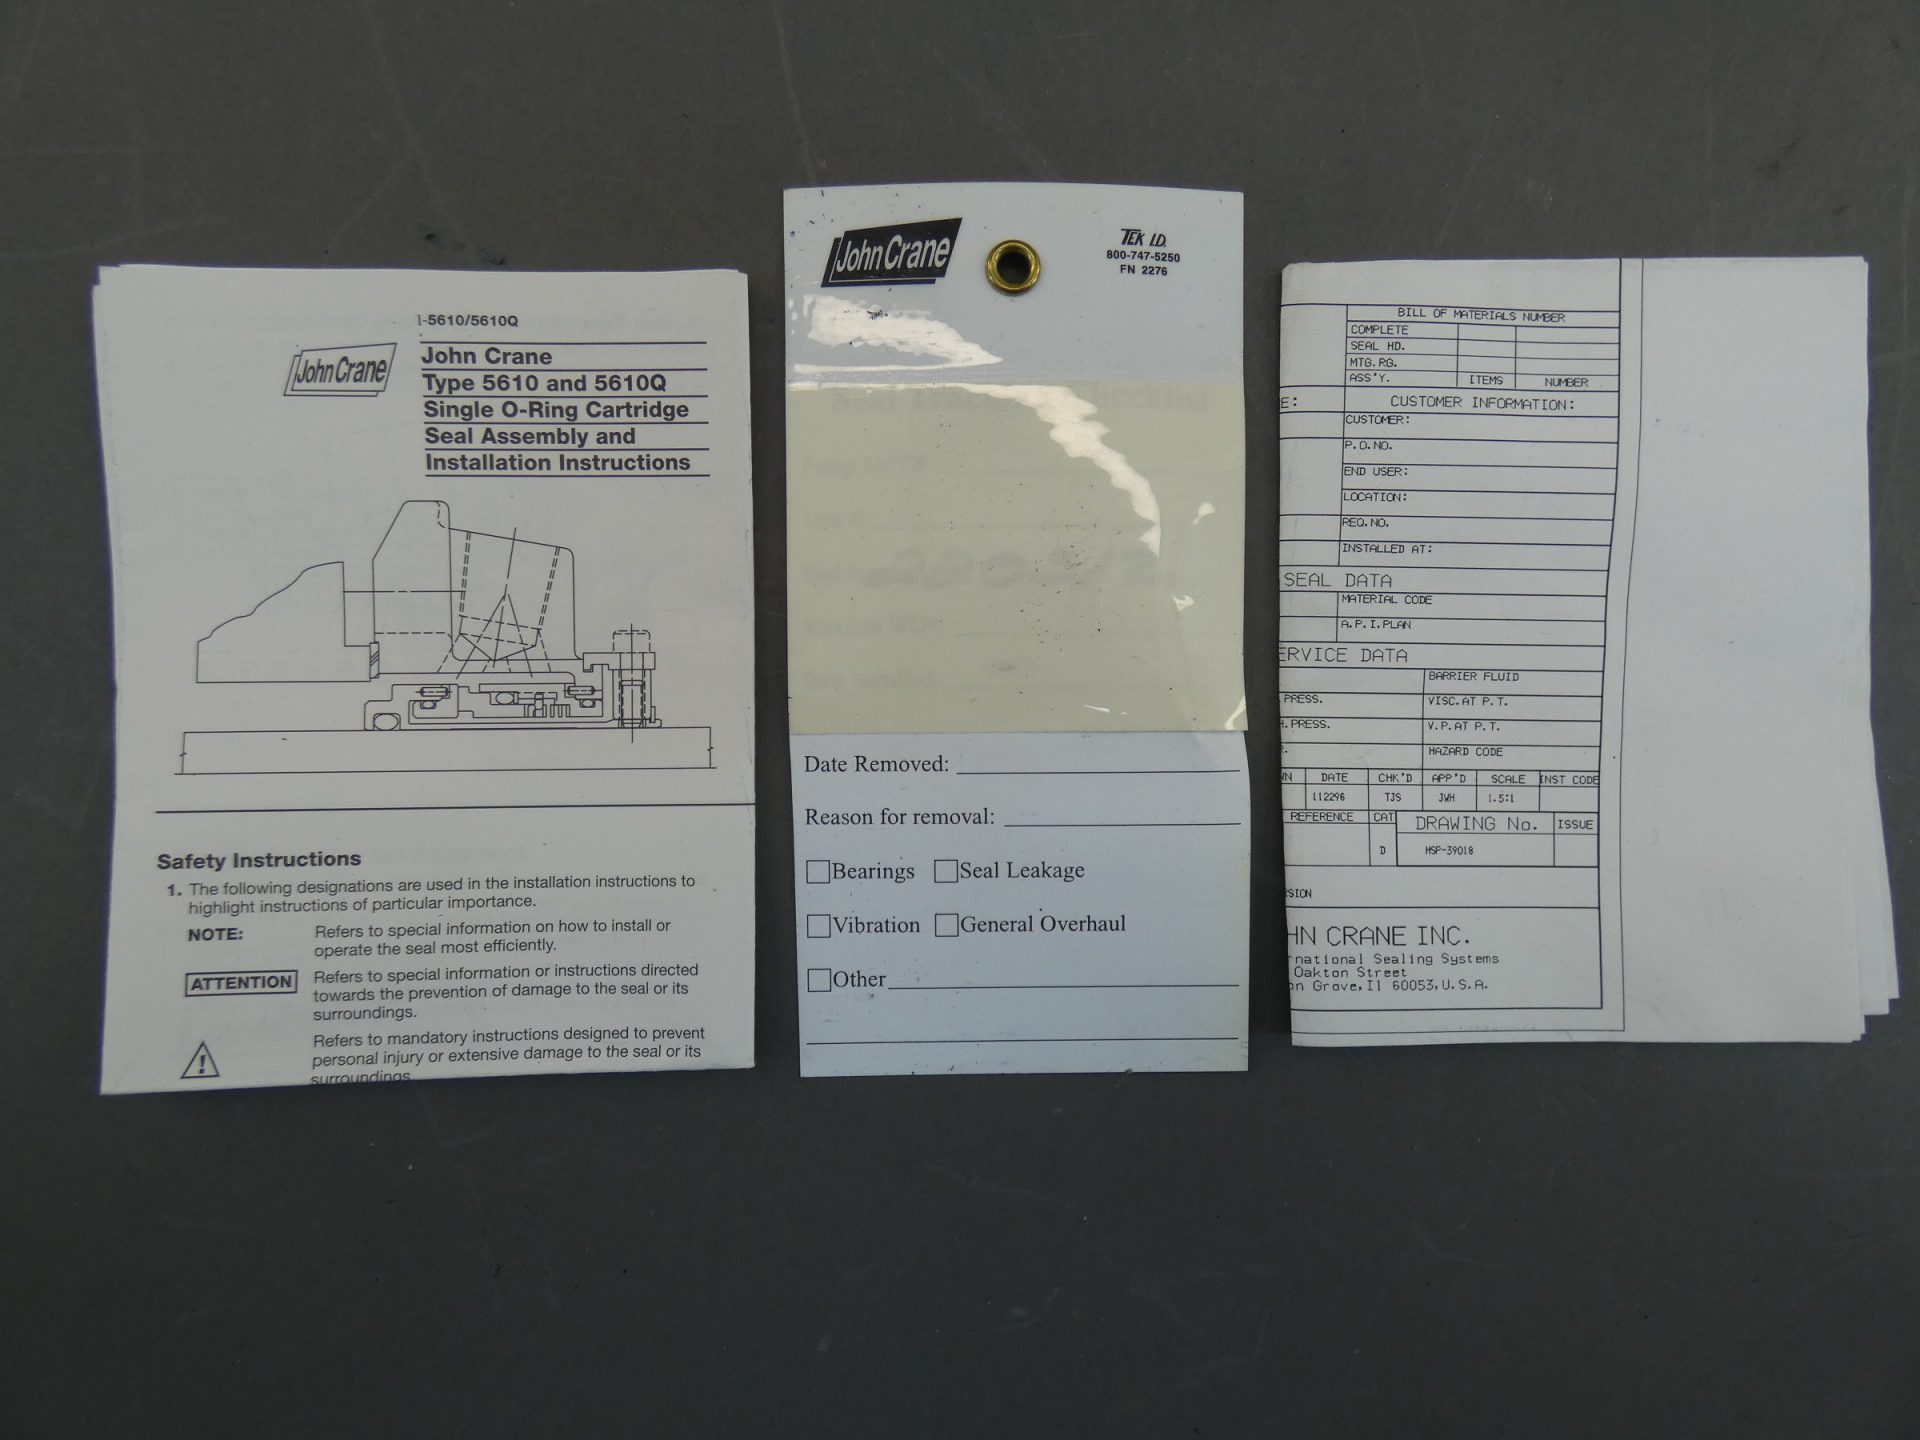 I-5610/5610Q
John Crane
John Crane
Type 5610 and 5610Q
Single O-Ring Cartridge
Seal Assembly and
Installation Instructions
Safety Instructions
1. The following designations are used in the installation instructions to
highlight instructions of particular importance.
NOTE: Refers to special information on how to install or
operate the seal most efficiently.
ATTENTION Refers to special information or instructions directed
towards the prevention of damage to the seal or its
surroundings.
! Refers to mandatory instructions designed to prevent
personal injury or extensive damage to the seal or its
surroundings.
John Crane
TEK I.D.
800-747-5250
FN 2276
Date Removed:
Reason for removal:
Bearings Seal Leakage
Vibration General Overhaul
Other
BILL OF MATERIALS NUMBER
COMPLETE
SEAL HD.
MTG.RG.
ASS'Y. ITEMS NUMBER
E: CUSTOMER INFORMATION:
CUSTOMER:
P.O.NO.
END USER:
LOCATION:
REQ.NO.
INSTALLED AT:
SEAL DATA
MATERIAL CODE
A.P.I.PLAN
ERVICE DATA
BARRIER FLUID
PRESS. VISC.AT P.T.
.PRESS. V.P.AT P.T.
HAZARD CODE
WN DATE CHK'D APP'D SCALE INST CODE
112296 TJS JWH 1.5:1
REFERENCE CAT DRAWING No. ISSUE
D HSP-39018
SION
HN CRANE INC.
rnational Sealing Systems
Oakton Street
on Grove,Il 60053,U.S.A.